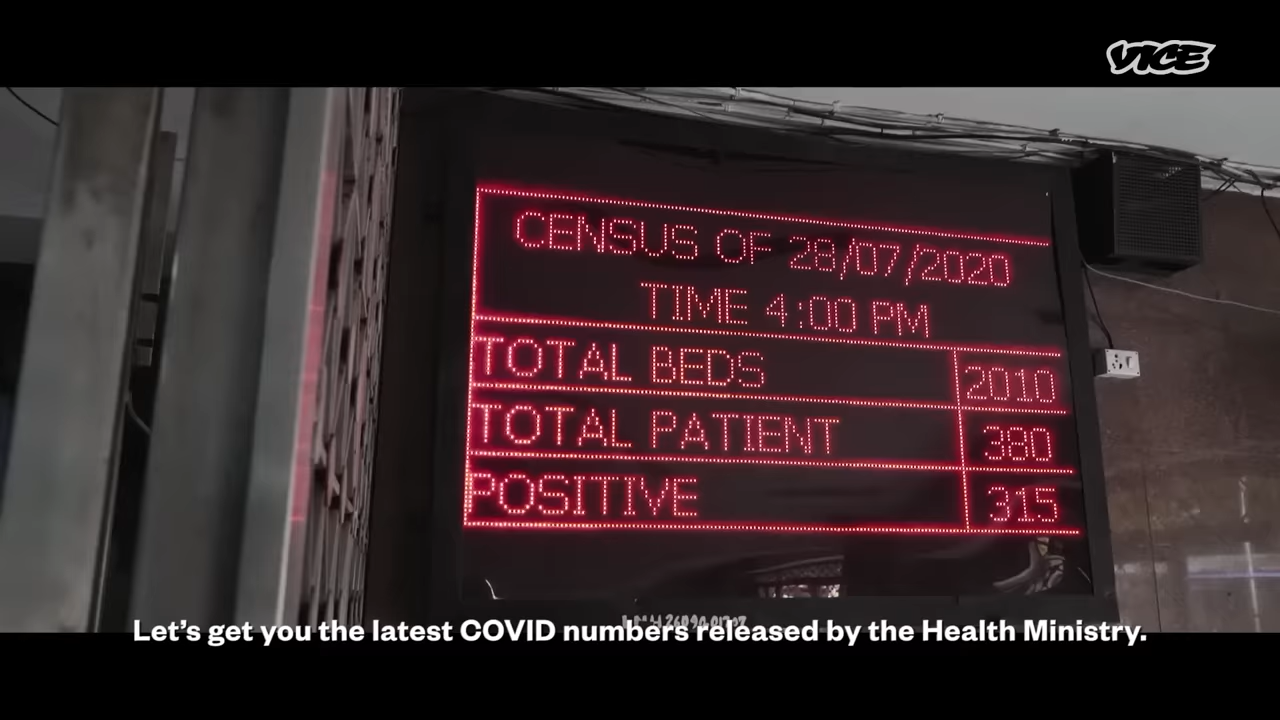 VICE
CENSUS OF 28/07/2020
TIME 4:00 PM
TOTAL BEDS 2010
TOTAL PATIENT 380
POSITIVE 315
Let's get you the latest COVID numbers released by the Health Ministry.